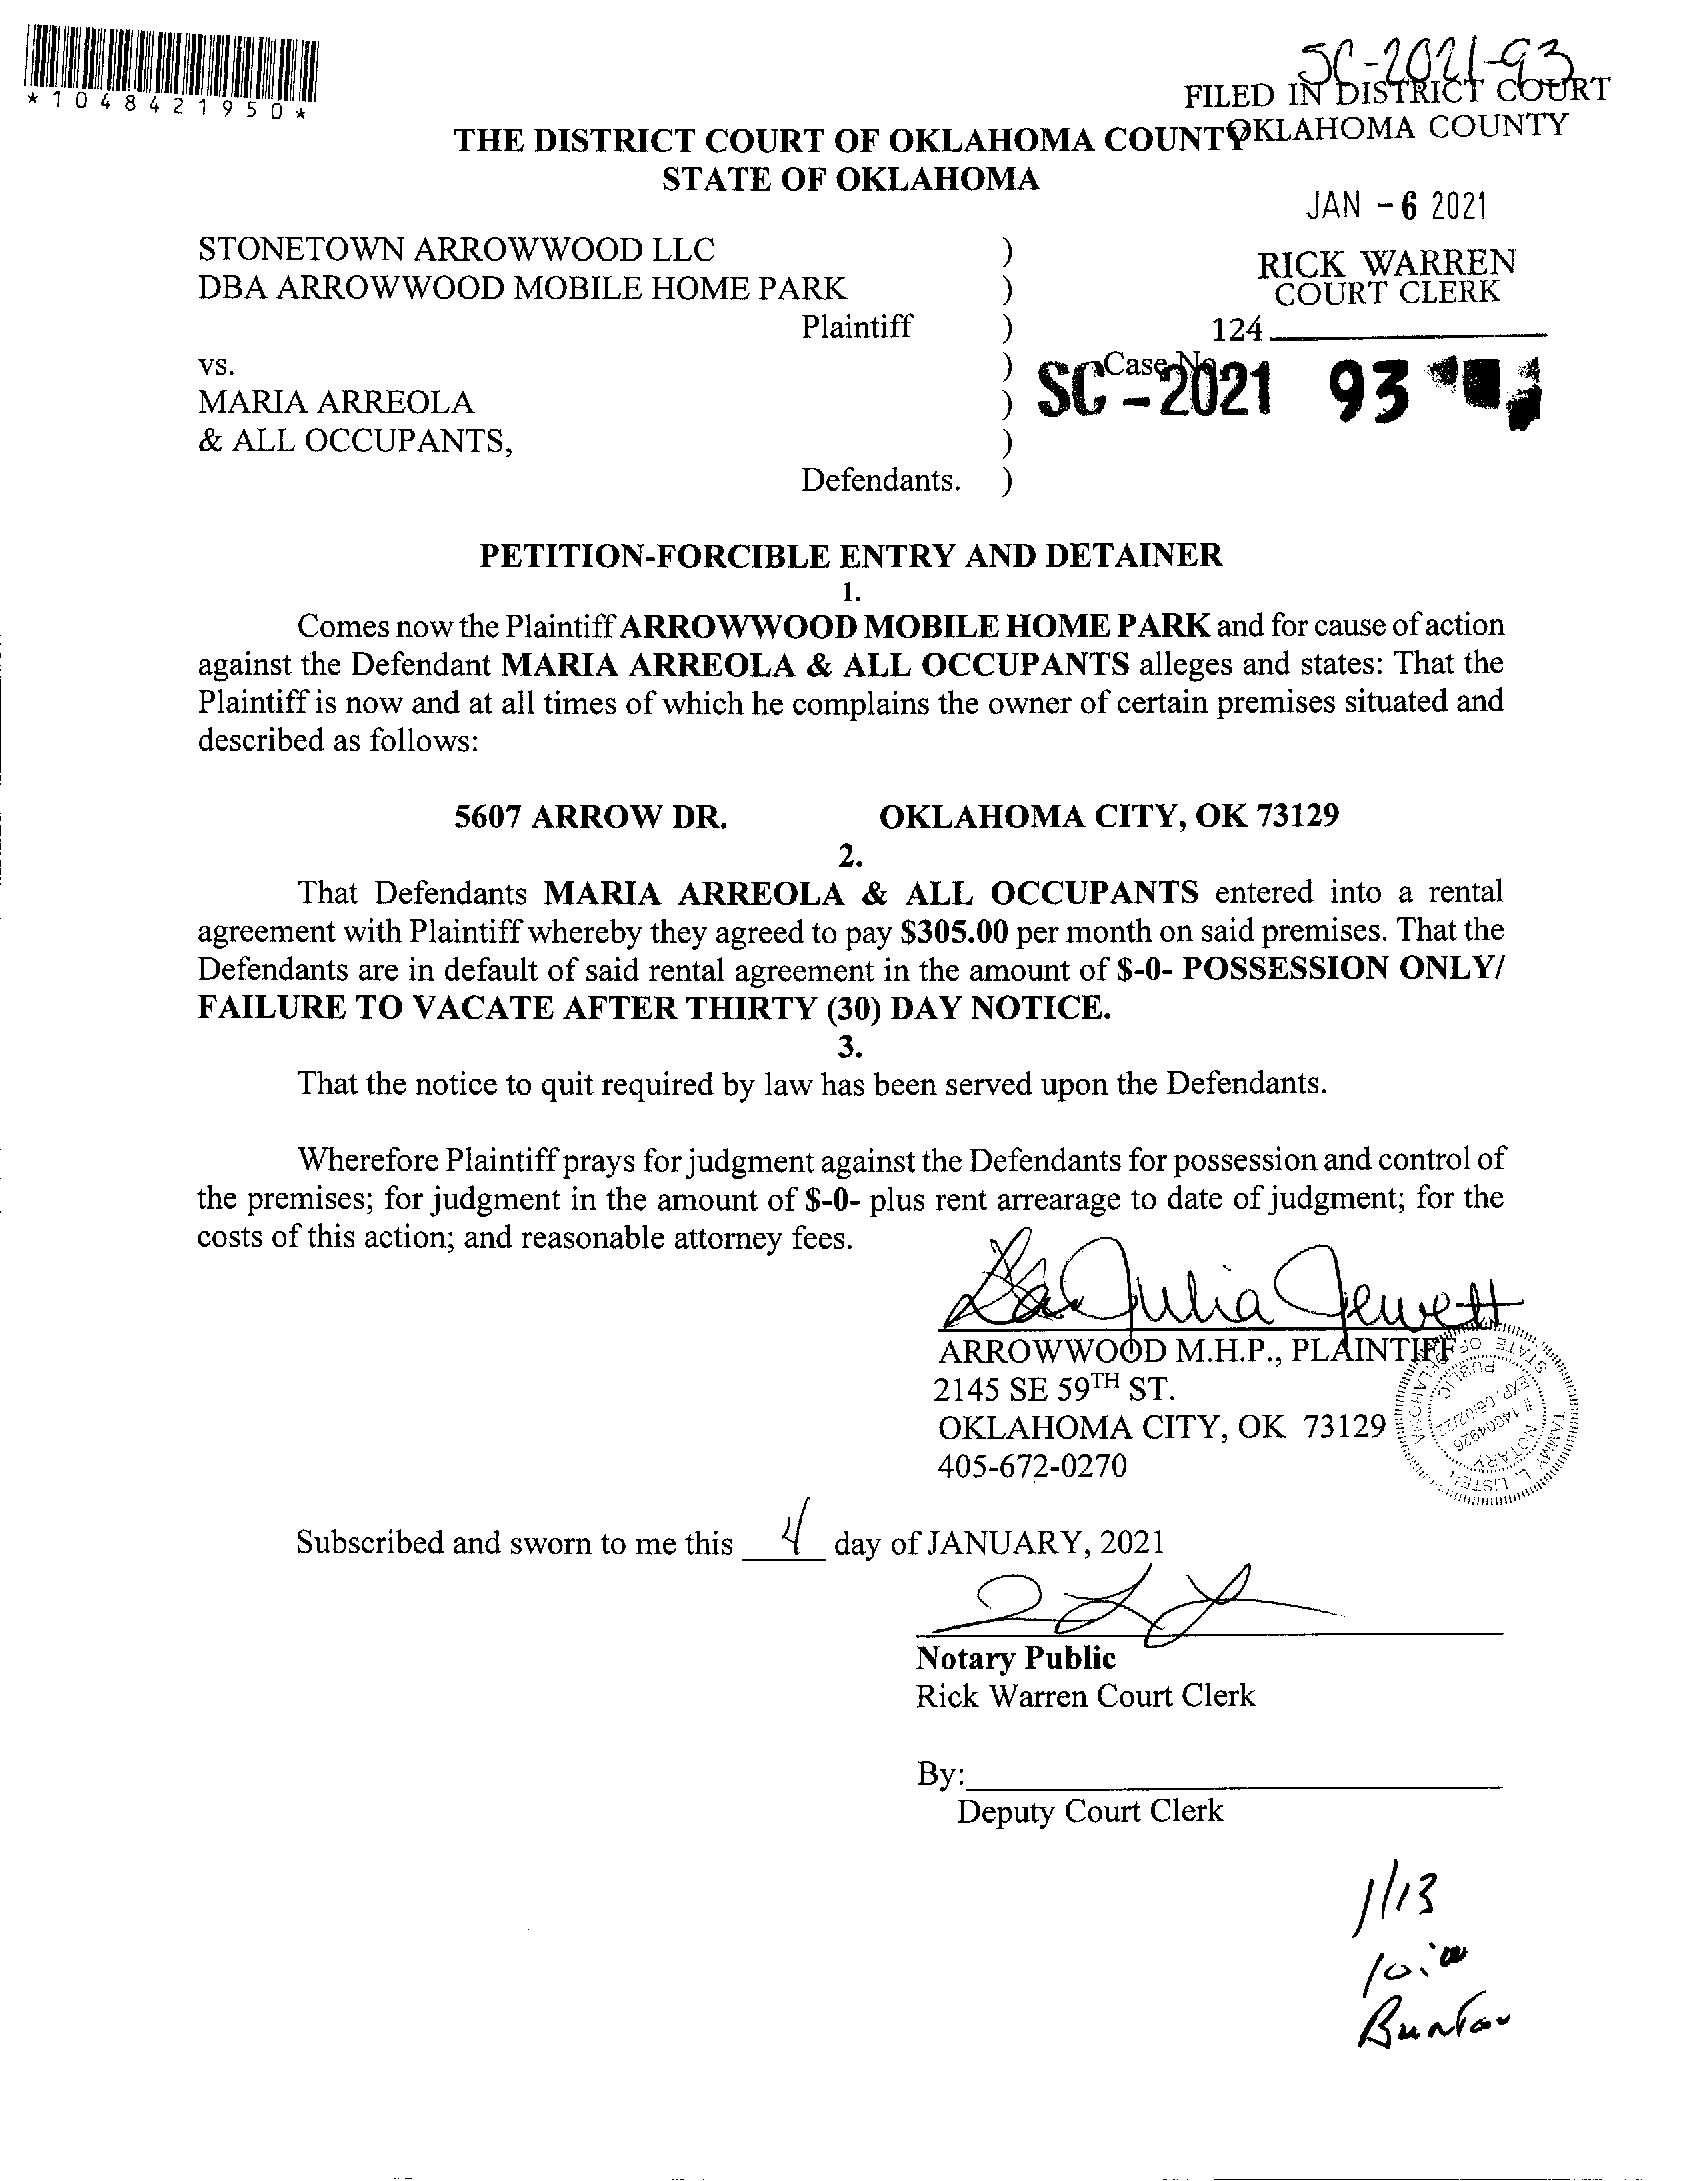 *1048421950*
SC-2021-93
FILED IN DISTRICT COURT
OKLAHOMA COUNTY
THE DISTRICT COURT OF OKLAHOMA COUNTY
STATE OF OKLAHOMA
JAN -6 2021
STONETOWN ARROWWOOD LLC )
DBA ARROWWOOD MOBILE HOME PARK )
RICK WARREN
COURT CLERK
Plaintiff )
124
vs. ) Case No.
SC-2021 93
MARIA ARREOLA )
& ALL OCCUPANTS, )
Defendants. )
PETITION-FORCIBLE ENTRY AND DETAINER
1.
Comes now the Plaintiff ARROWWOOD MOBILE HOME PARK and for cause of action
against the Defendant MARIA ARREOLA & ALL OCCUPANTS alleges and states: That the
Plaintiff is now and at all times of which he complains the owner of certain premises situated and
described as follows:
5607 ARROW DR. OKLAHOMA CITY, OK 73129
2.
That Defendants MARIA ARREOLA & ALL OCCUPANTS entered into a rental
agreement with Plaintiff whereby they agreed to pay $305.00 per month on said premises. That the
Defendants are in default of said rental agreement in the amount of $-0- POSSESSION ONLY/
FAILURE TO VACATE AFTER THIRTY (30) DAY NOTICE.
3.
That the notice to quit required by law has been served upon the Defendants.
Wherefore Plaintiff prays for judgment against the Defendants for possession and control of
the premises; for judgment in the amount of $-0- plus rent arrearage to date of judgment; for the
costs of this action; and reasonable attorney fees.
LaJulia Jewett
ARROWWOOD M.H.P., PLAINTIFF
2145 SE 59TH ST.
OKLAHOMA CITY, OK 73129
405-672-0270
TAMMY L. LISTER
NOTARY
# 14004926
PUBLIC
STATE OF OKLAHOMA
Subscribed and sworn to me this 4 day of JANUARY, 2021
Notary Public
Rick Warren Court Clerk
By:
Deputy Court Clerk
1/13
10:00